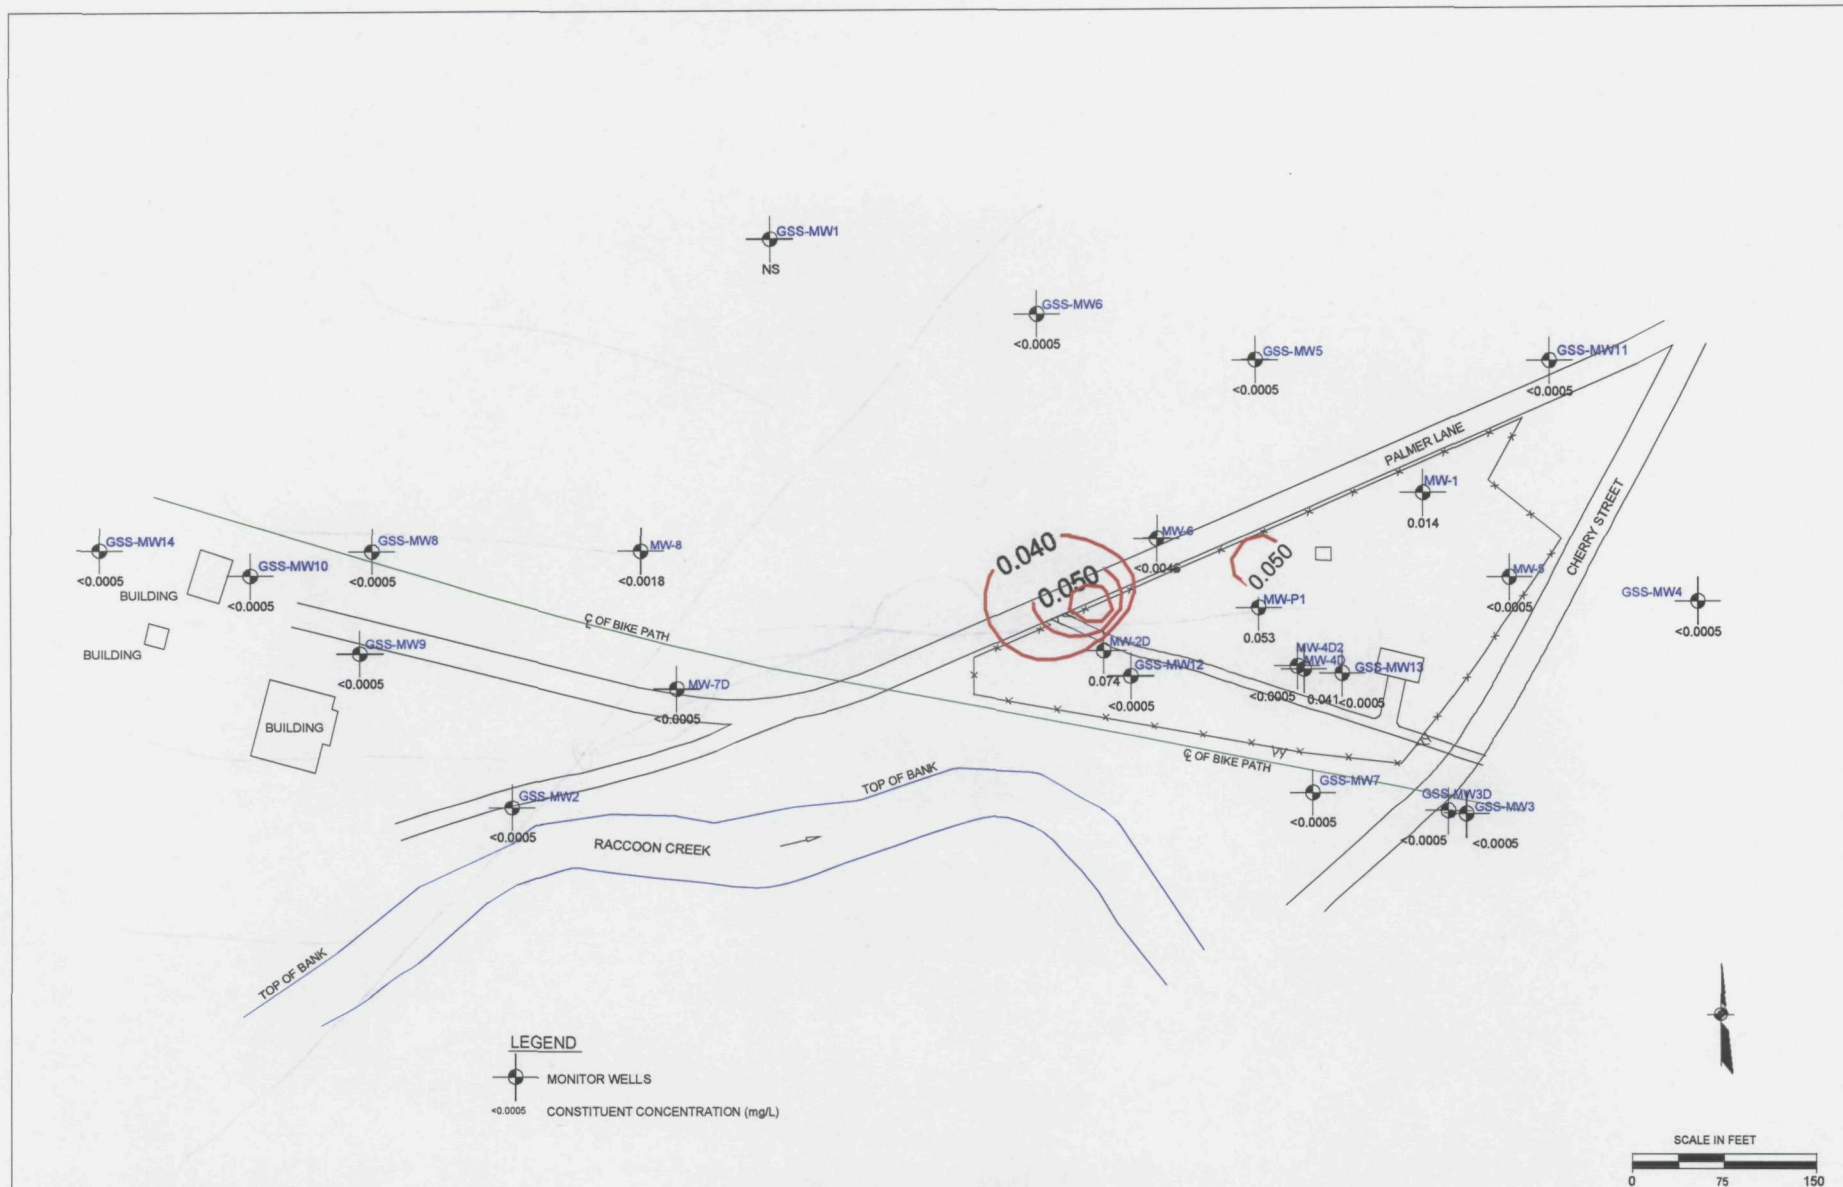 GSS-MW1
NS
GSS-MW6
<0.0005
GSS-MW5
<0.0005
GSS-MW11
<0.0005
PALMER LANE
MW-1
0.014
CHERRY STREET
GSS-MW14
<0.0005
GSS-MW10
<0.0005
BUILDING
BUILDING
GSS-MW8
<0.0005
MW-8
<0.0018
0.040
0.050
MW-6
<0.0046
0.050
MW-P1
0.053
MW-5
<0.0005
GSS-MW4
<0.0005
℄ OF BIKE PATH
GSS-MW9
<0.0005
MW-7D
<0.0005
MW-2D
0.074
GSS-MW12
<0.0005
MW-4D2
MW-4D
<0.0005
0.041
GSS-MW13
<0.0005
BUILDING
℄ OF BIKE PATH
TOP OF BANK
GSS-MW7
<0.0005
GSS-MW3D
<0.0005
GSS-MW3
<0.0005
GSS-MW2
<0.0005
RACCOON CREEK
TOP OF BANK
LEGEND
MONITOR WELLS
<0.0005 CONSTITUENT CONCENTRATION (mg/L)
SCALE IN FEET
0 75 150